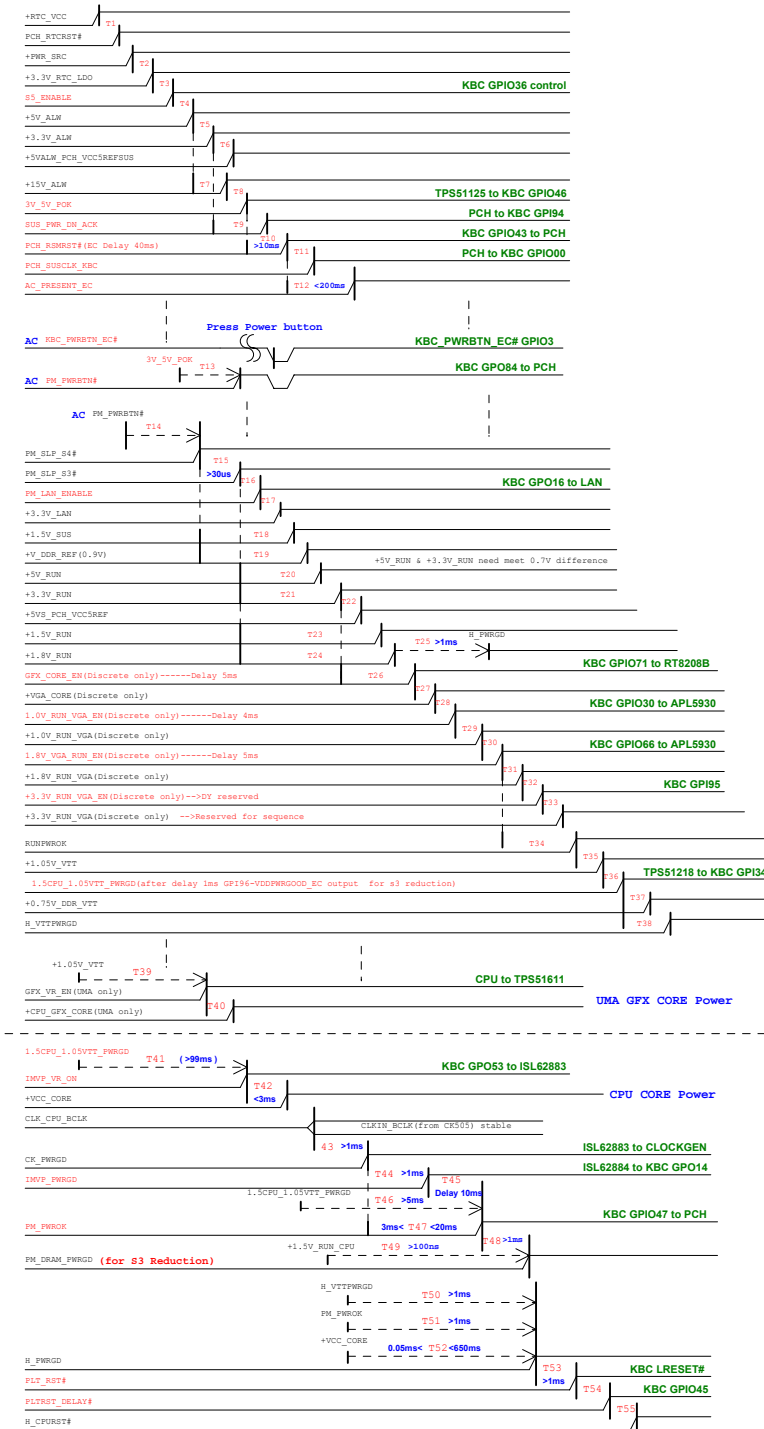 +RTC_VCC
T1
PCH_RTCRST#
+PWR_SRC
T2
+3.3V_RTC_LDO
T3
KBC GPIO36 control
S5_ENABLE
T4
+5V_ALW
T5
+3.3V_ALW
T6
+5VALW_PCH_VCC5REFSUS
+15V_ALW
T7
T8
TPS51125 to KBC GPIO46
3V_5V_POK
PCH to KBC GPI94
SUS_PWR_DN_ACK
T9
T10
KBC GPIO43 to PCH
PCH_RSMRST#(EC Delay 40ms)
>10ms
T11
PCH to KBC GPIO00
PCH_SUSCLK_KBC
AC_PRESENT_EC
T12 <200ms
Press Power button
AC KBC_PWRBTN_EC#
KBC_PWRBTN_EC# GPIO3
3V_5V_POK
T13
KBC GPO84 to PCH
AC PM_PWRBTN#
AC PM_PWRBTN#
T14
PM_SLP_S4#
T15
PM_SLP_S3#
>30us
T16
KBC GPO16 to LAN
PM_LAN_ENABLE
T17
+3.3V_LAN
+1.5V_SUS
T18
+V_DDR_REF(0.9V)
T19
+5V_RUN & +3.3V_RUN need meet 0.7V difference
+5V_RUN
T20
+3.3V_RUN
T21
T22
+5VS_PCH_VCC5REF
+1.5V_RUN
T23
T25 >1ms
H_PWRGD
+1.8V_RUN
T24
KBC GPIO71 to RT8208B
GFX_CORE_EN(Discrete only)------Delay 5ms
T26
T27
+VGA_CORE(Discrete only)
T28
KBC GPIO30 to APL5930
1.0V_RUN_VGA_EN(Discrete only)------Delay 4ms
T29
+1.0V_RUN_VGA(Discrete only)
T30
KBC GPIO66 to APL5930
1.8V_VGA_RUN_EN(Discrete only)------Delay 5ms
T31
+1.8V_RUN_VGA(Discrete only)
T32
KBC GPI95
+3.3V_RUN_VGA_EN(Discrete only)-->DY reserved
T33
+3.3V_RUN_VGA(Discrete only) -->Reserved for sequence
RUNPWROK
T34
T35
+1.05V_VTT
T36
TPS51218 to KBC GPI34
1.5CPU_1.05VTT_PWRGD(after delay 1ms GPI96-VDDPWRGOOD_EC output for s3 reduction)
+0.75V_DDR_VTT
T37
H_VTTPWRGD
T38
+1.05V_VTT
T39
CPU to TPS51611
GFX_VR_EN(UMA only)
T40
UMA GFX CORE Power
+CPU_GFX_CORE(UMA only)
1.5CPU_1.05VTT_PWRGD
T41 (>99ms)
KBC GPO53 to ISL62883
IMVP_VR_ON
T42
+VCC_CORE
<3ms
CPU CORE Power
CLK_CPU_BCLK
CLKIN_BCLK(from CK505) stable
43 >1ms
ISL62883 to CLOCKGEN
CK_PWRGD
T44 >1ms
ISL62884 to KBC GPO14
IMVP_PWRGD
T45
1.5CPU_1.05VTT_PWRGD
Delay 10ms
T46 >5ms
KBC GPIO47 to PCH
PM_PWROK
3ms< T47 <20ms
T48 >1ms
+1.5V_RUN_CPU
T49 >100ns
PM_DRAM_PWRGD (for S3 Reduction)
H_VTTPWRGD
T50 >1ms
PM_PWROK
T51 >1ms
+VCC_CORE
0.05ms< T52 <650ms
H_PWRGD
T53
KBC LRESET#
PLT_RST#
>1ms
T54
KBC GPIO45
PLTRST_DELAY#
T55
H_CPURST#